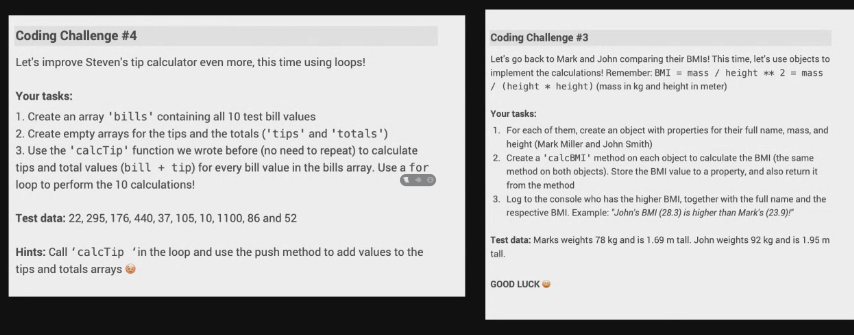 Coding Challenge #4
Let's improve Steven's tip calculator even more, this time using loops!
Your tasks:
1. Create an array 'bills' containing all 10 test bill values
2. Create empty arrays for the tips and the totals ('tips' and 'totals')
3. Use the 'calcTip' function we wrote before (no need to repeat) to calculate
tips and total values (bill + tip) for every bill value in the bills array. Use a for
loop to perform the 10 calculations!
Test data: 22, 295, 176, 440, 37, 105, 10, 1100, 86 and 52
Hints: Call ‘calcTip ‘in the loop and use the push method to add values to the
tips and totals arrays 😉
Coding Challenge #3
Let's go back to Mark and John comparing their BMIs! This time, let's use objects to
implement the calculations! Remember: BMI = mass / height ** 2 = mass
/ (height * height) (mass in kg and height in meter)
Your tasks:
1. For each of them, create an object with properties for their full name, mass, and
height (Mark Miller and John Smith)
2. Create a 'calcBMI' method on each object to calculate the BMI (the same
method on both objects). Store the BMI value to a property, and also return it
from the method
3. Log to the console who has the higher BMI, together with the full name and the
respective BMI. Example: "John's BMI (28.3) is higher than Mark's (23.9)!"
Test data: Marks weights 78 kg and is 1.69 m tall. John weights 92 kg and is 1.95 m
tall.
GOOD LUCK 😀